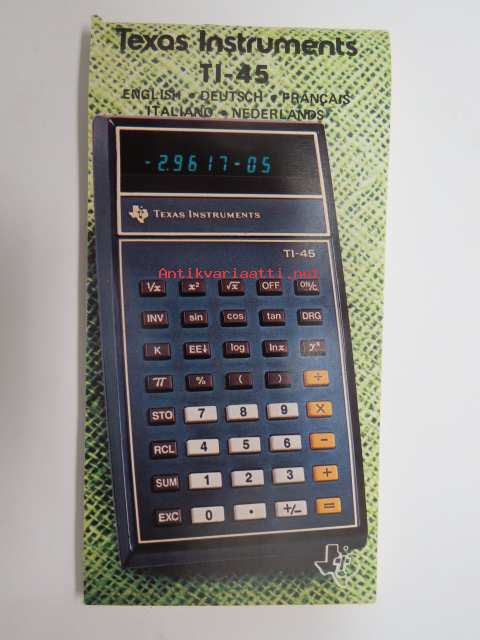 Texas Instruments
TI-45
ENGLISH • DEUTSCH • FRANÇAIS
ITALIANO • NEDERLANDS
-2.9617-05
TEXAS INSTRUMENTS
TI-45
Antikvariaatti.net
1/x x² √x OFF ON/C
INV sin cos tan DRG
K EE↓ log lnx yˣ
π % ( ) ÷
STO 7 8 9 X
RCL 4 5 6 −
SUM 1 2 3 +
EXC 0 . +/− =